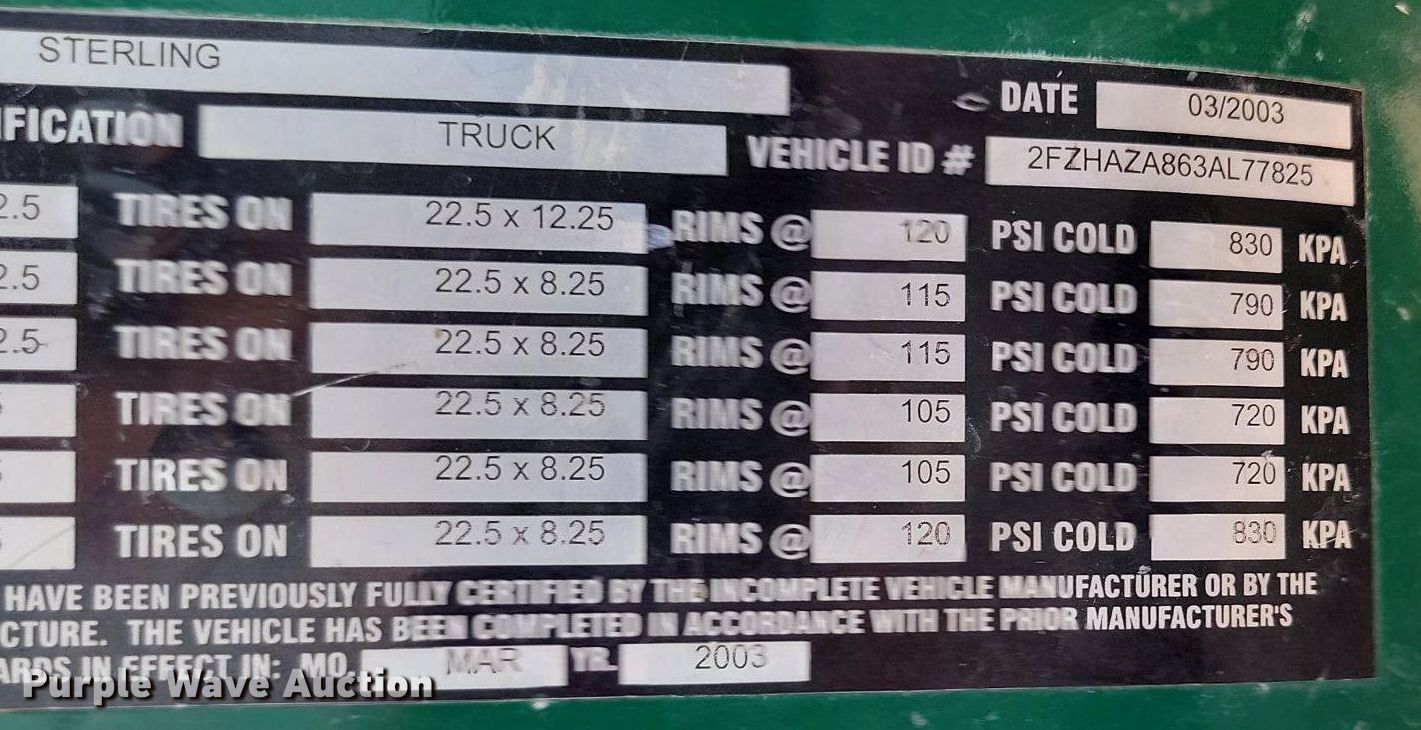 STERLING
DATE 03/2003
IFICATION TRUCK VEHICLE ID # 2FZHAZA863AL77825
2.5 TIRES ON 22.5 x 12.25 RIMS @ 120 PSI COLD 830 KPA
2.5 TIRES ON 22.5 x 8.25 RIMS @ 115 PSI COLD 790 KPA
2.5 TIRES ON 22.5 x 8.25 RIMS @ 115 PSI COLD 790 KPA
TIRES ON 22.5 x 8.25 RIMS @ 105 PSI COLD 720 KPA
TIRES ON 22.5 x 8.25 RIMS @ 105 PSI COLD 720 KPA
TIRES ON 22.5 x 8.25 RIMS @ 120 PSI COLD 830 KPA
HAVE BEEN PREVIOUSLY FULLY CERTIFIED BY THE INCOMPLETE VEHICLE MANUFACTURER OR BY THE
CTURE. THE VEHICLE HAS BEEN COMPLETED IN ACCORDANCE WITH THE PRIOR MANUFACTURER'S
ARDS IN EFFECT IN: MO. MAR YR. 2003
Purple Wave Auction